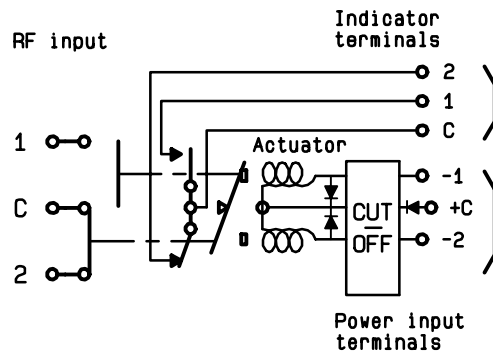 Indicator
terminals
RF input
2
1
C
Actuator
1
C
2
-1
+C
-2
CUT
OFF
Power input
terminals